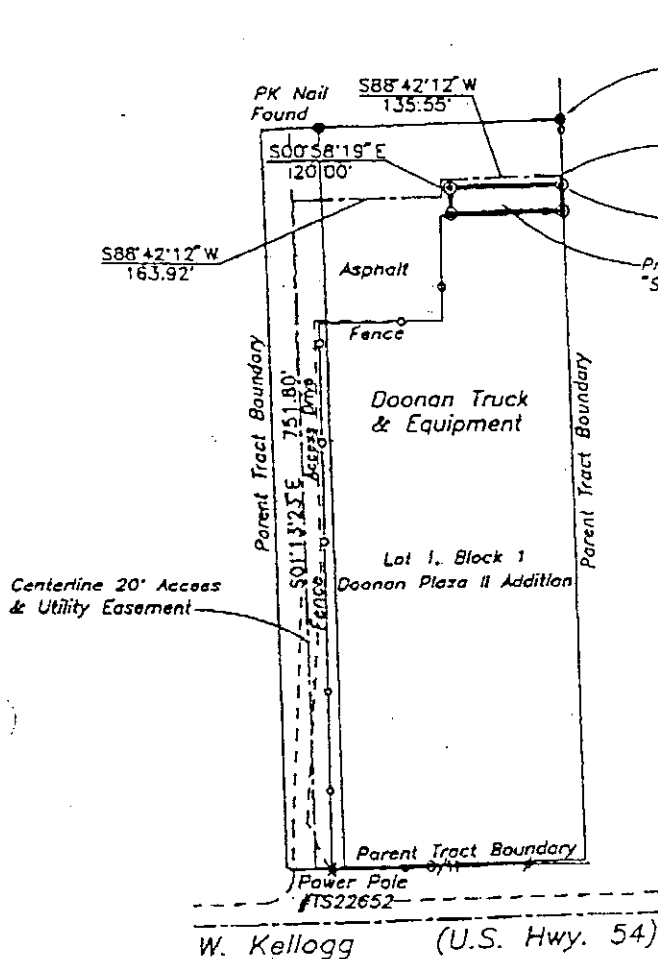 PK Nail
Found
S88°42'12" W
135.55'
S00°58'19" E
20.00'
S88°42'12" W
163.92'
Asphalt
Fence
Pr
"S
Parent Tract Boundary
S01°13'23" E 751.80'
Access Drive
Fence
Doonan Truck
& Equipment
Parent Tract Boundary
Lot 1, Block 1
Doonan Plaza II Addition
Centerline 20' Access
& Utility Easement
Parent Tract Boundary
Power Pole
#TS22652
W. Kellogg (U.S. Hwy. 54)